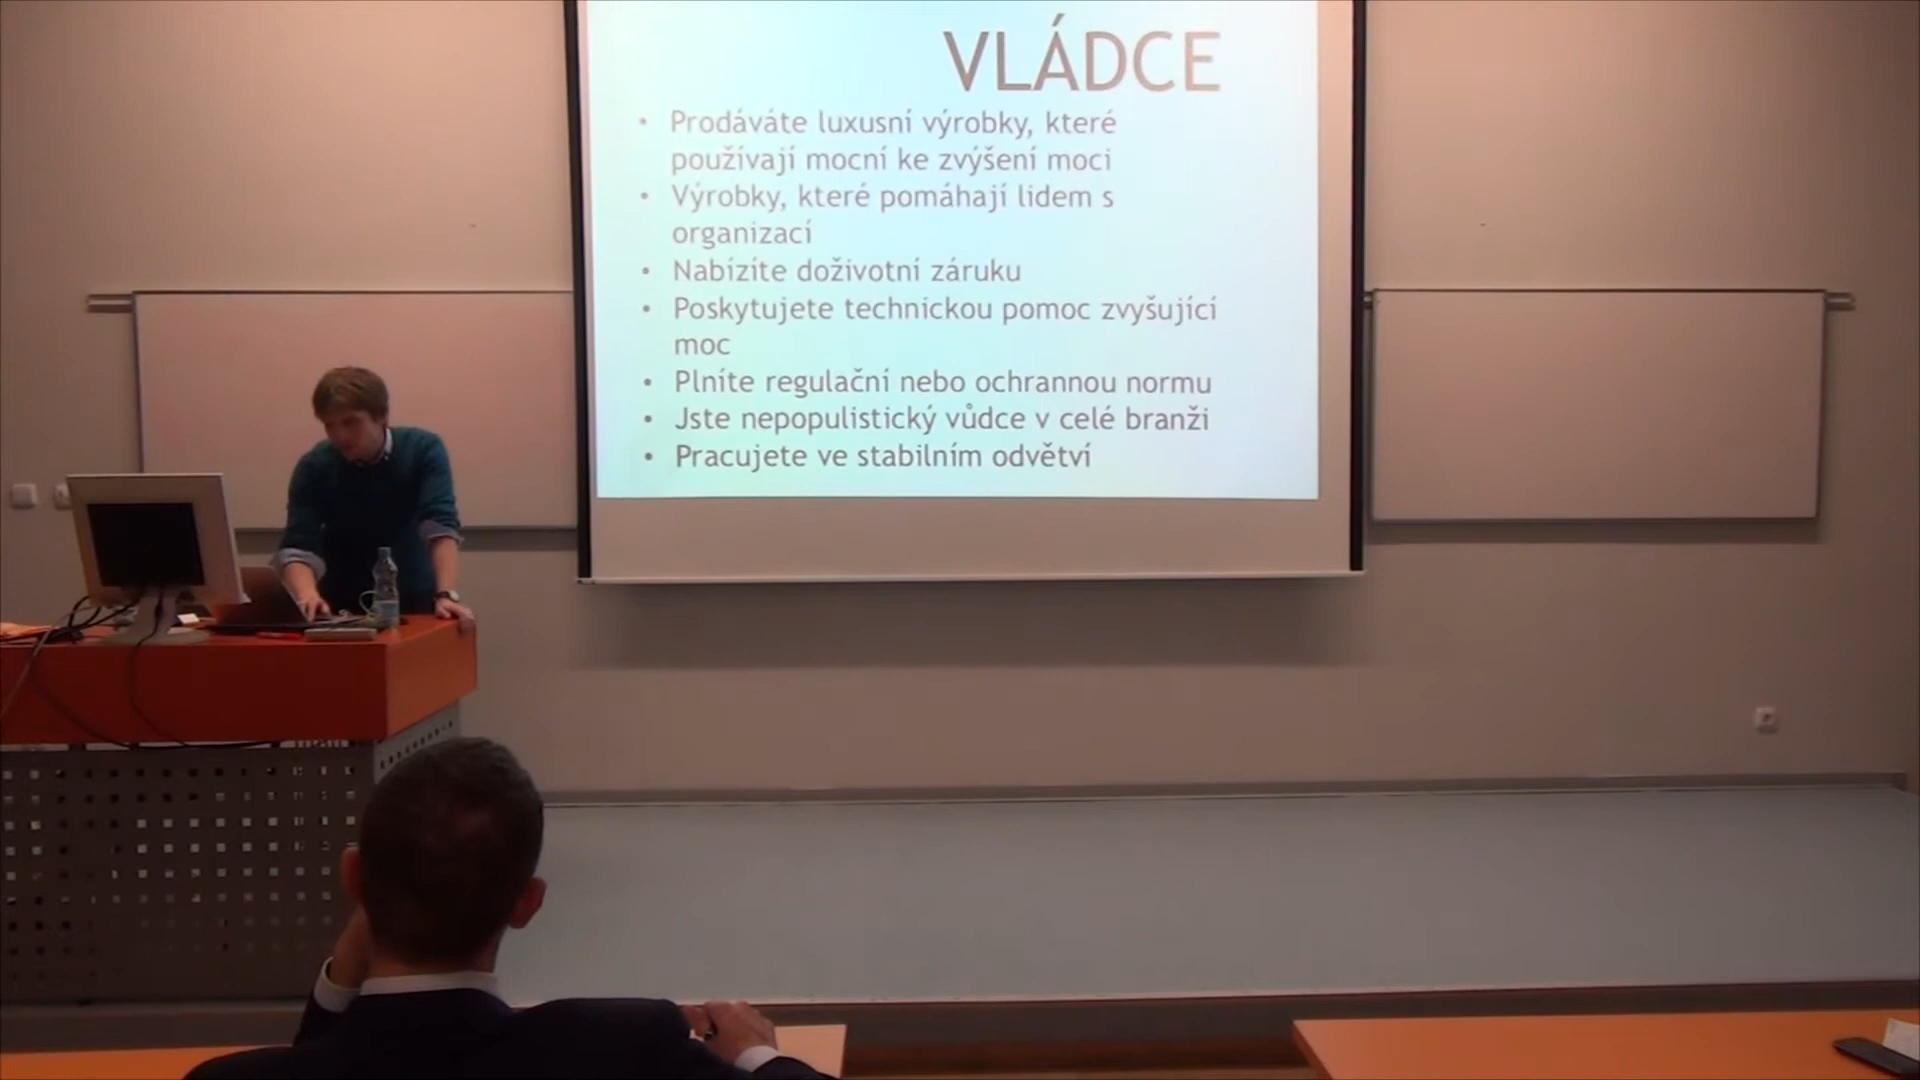 VLÁDCE
• Prodáváte luxusní výrobky, které
používají mocní ke zvýšení moci
• Výrobky, které pomáhají lidem s
organizací
• Nabízíte doživotní záruku
• Poskytujete technickou pomoc zvyšující
moc
• Plníte regulační nebo ochrannou normu
• Jste nepopulistický vůdce v celé branži
• Pracujete ve stabilním odvětví